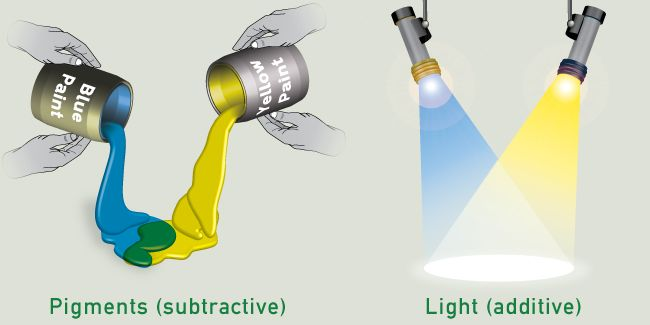 Blue
Paint
Yellow
Paint
Pigments (subtractive)
Light (additive)